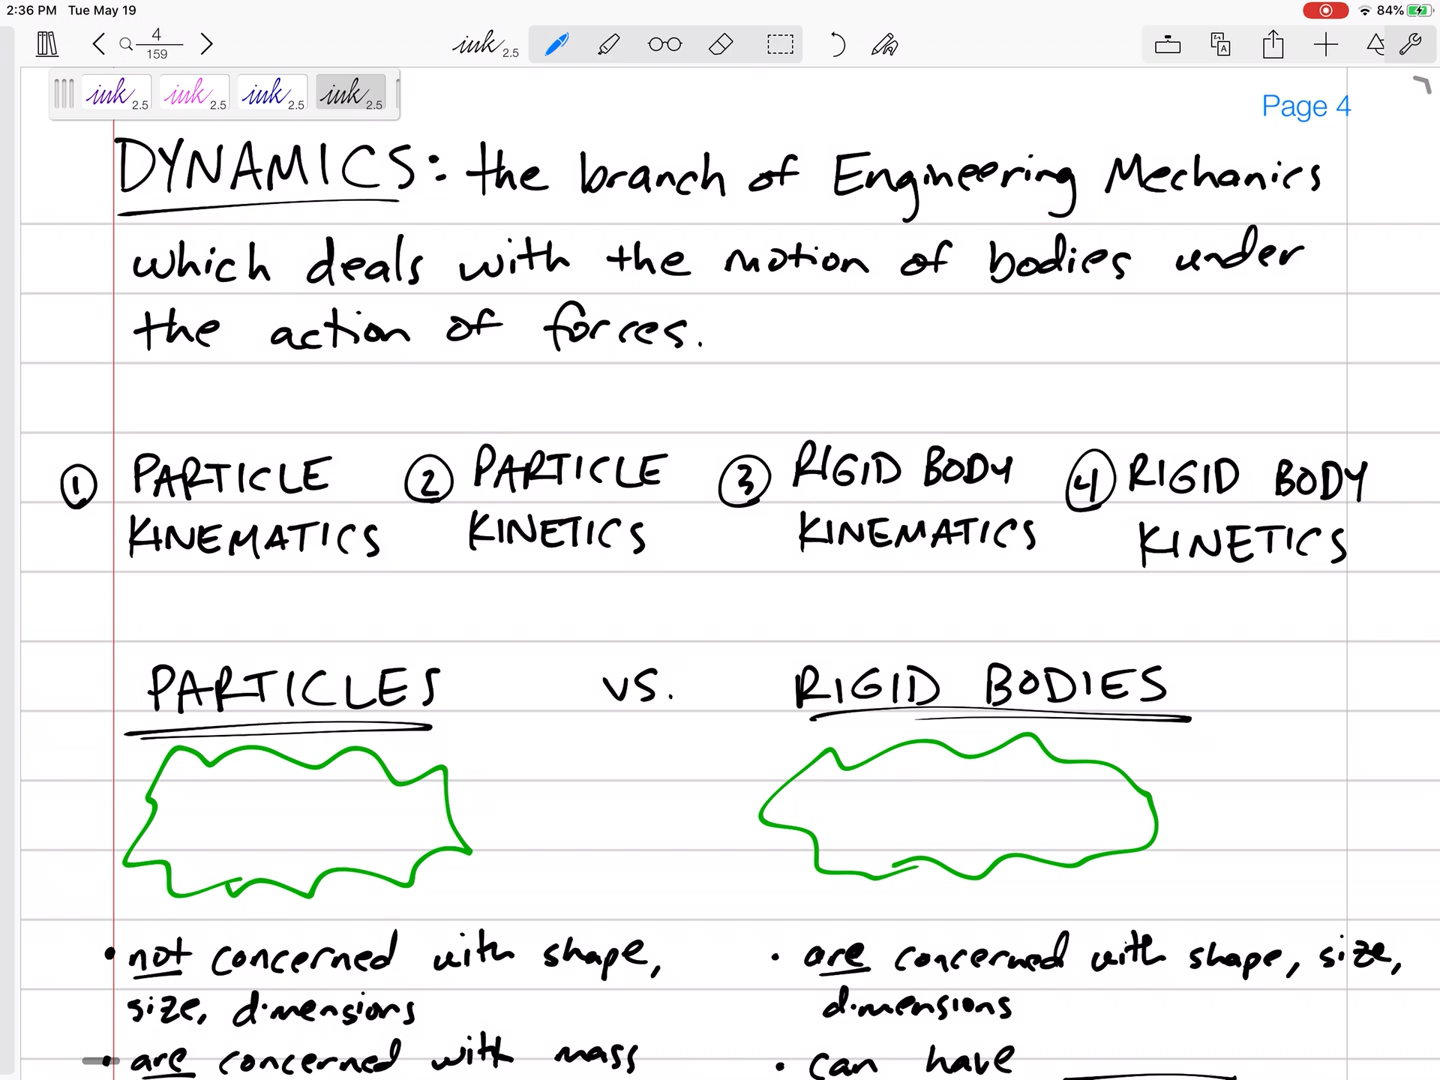 2:36 PM Tue May 19
84%
4
159
ink 2.5
ink 2.5
ink 2.5
ink 2.5
ink 2.5
Page 4
DYNAMICS: the branch of Engineering Mechanics
which deals with the motion of bodies under
the action of forces.
① PARTICLE KINEMATICS
② PARTICLE KINETICS
③ RIGID BODY KINEMATICS
④ RIGID BODY KINETICS
PARTICLES vs. RIGID BODIES
• not concerned with shape,
size, dimensions
• are concerned with mass
• are concerned with shape, size,
dimensions
• can have